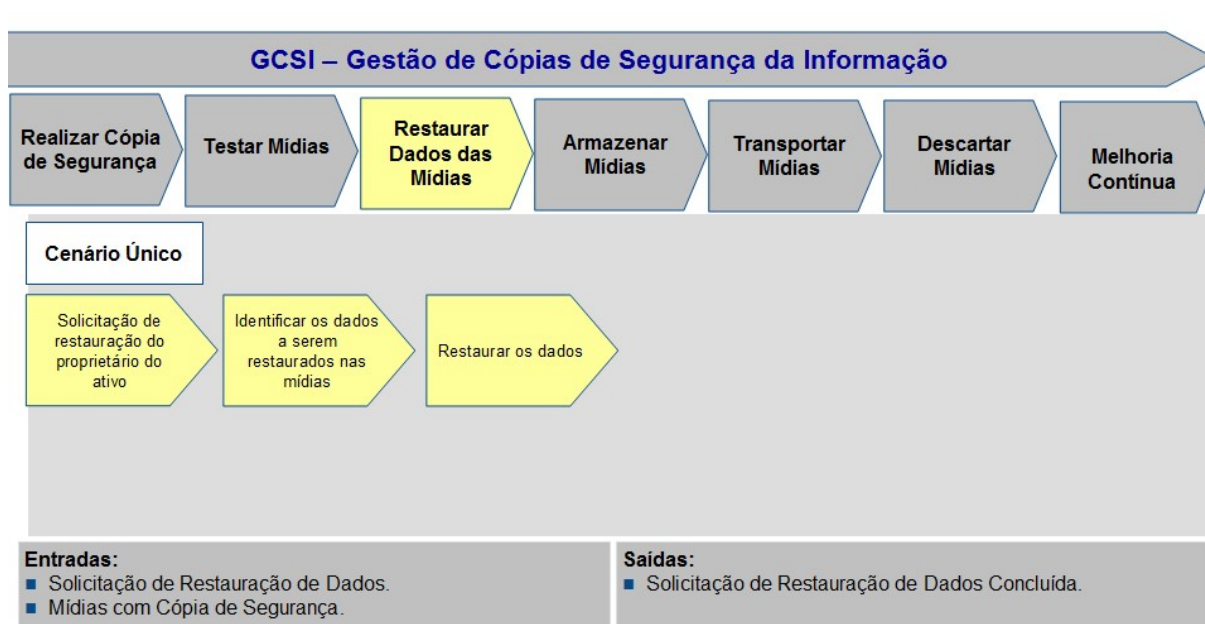 GCSI – Gestão de Cópias de Segurança da Informação
Realizar Cópia
de Segurança
Testar Mídias
Restaurar
Dados das
Mídias
Armazenar
Mídias
Transportar
Mídias
Descartar
Mídias
Melhoria
Contínua
Cenário Único
Solicitação de
restauração do
proprietário do
ativo
Identificar os dados
a serem
restaurados nas
mídias
Restaurar os dados
Entradas:
Solicitação de Restauração de Dados.
Mídias com Cópia de Segurança.
Saídas:
Solicitação de Restauração de Dados Concluída.